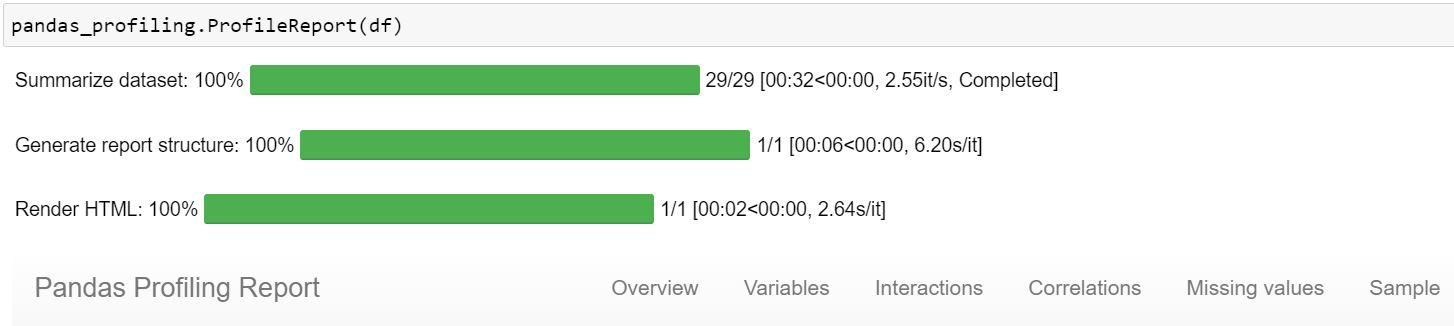 pandas_profiling.ProfileReport(df)
Summarize dataset: 100% 29/29 [00:32<00:00, 2.55it/s, Completed]
Generate report structure: 100% 1/1 [00:06<00:00, 6.20s/it]
Render HTML: 100% 1/1 [00:02<00:00, 2.64s/it]
Pandas Profiling Report Overview Variables Interactions Correlations Missing values Sample